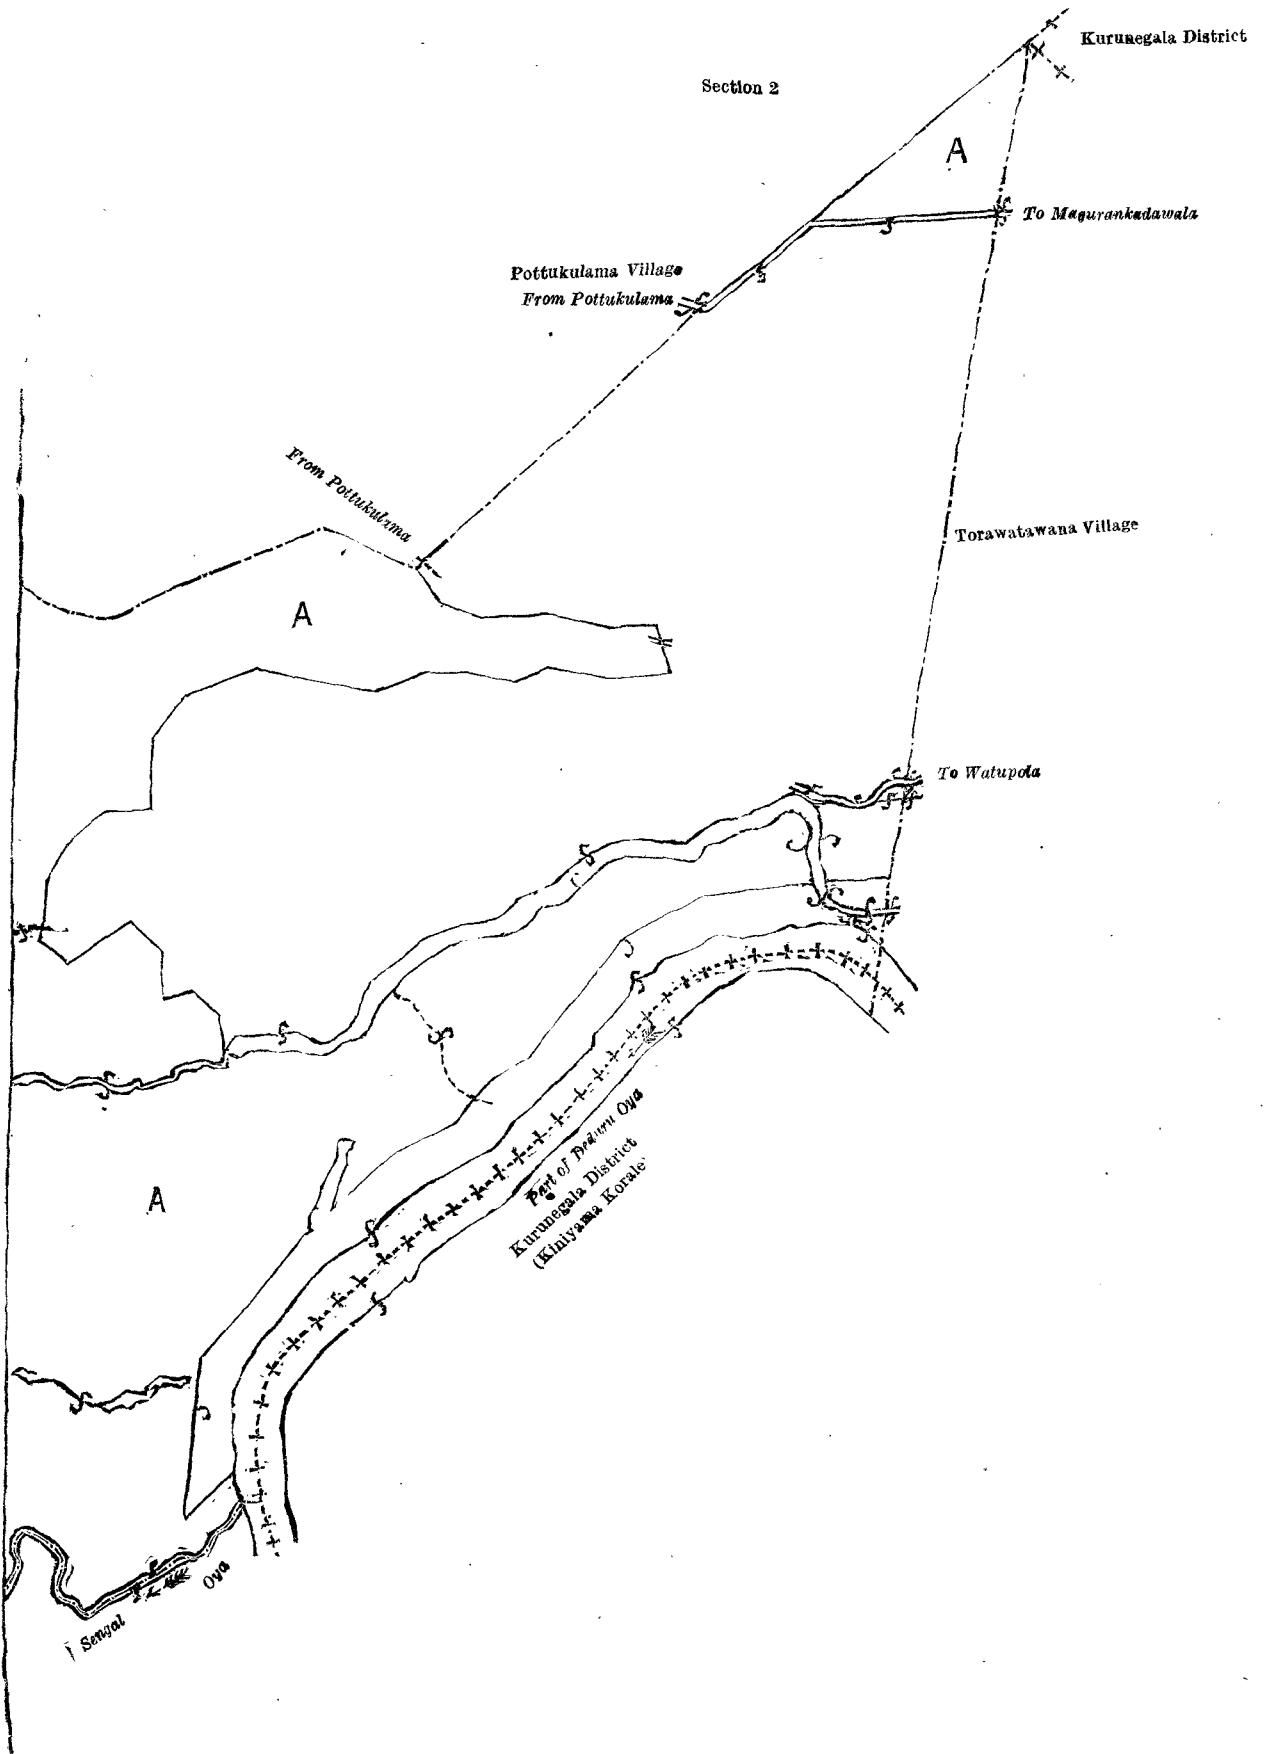 Kurunegala District
Section 2
A
To Magurankadawala
Pottukulama Village
From Pottukulama
From Pottukulama
Torawatawana Village
A
To Watupola
Part of Deduru Oya
Kurunegala District
(Kiniyama Korale)
A
Sengal Oya